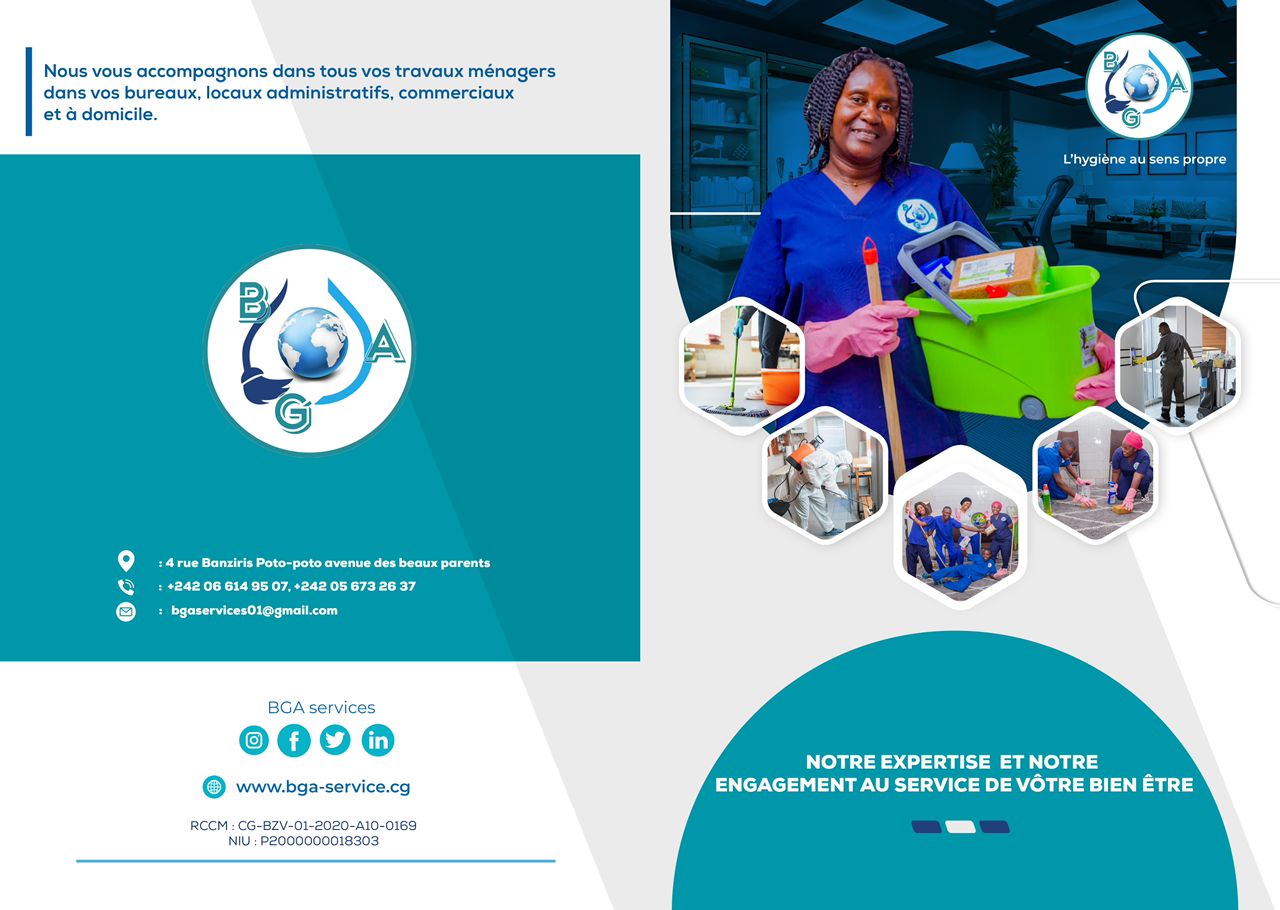 Nous vous accompagnons dans tous vos travaux ménagers
dans vos bureaux, locaux administratifs, commerciaux
et à domicile.
B
A
G
: 4 rue Banziris Poto-poto avenue des beaux parents
: +242 06 614 95 07, +242 05 673 26 37
: bgaservices01@gmail.com
BGA services
www.bga-service.cg
RCCM : CG-BZV-01-2020-A10-0169
NIU : P2000000018303
B
A
G
L'hygiène au sens propre
NOTRE EXPERTISE ET NOTRE
ENGAGEMENT AU SERVICE DE VÔTRE BIEN ÊTRE